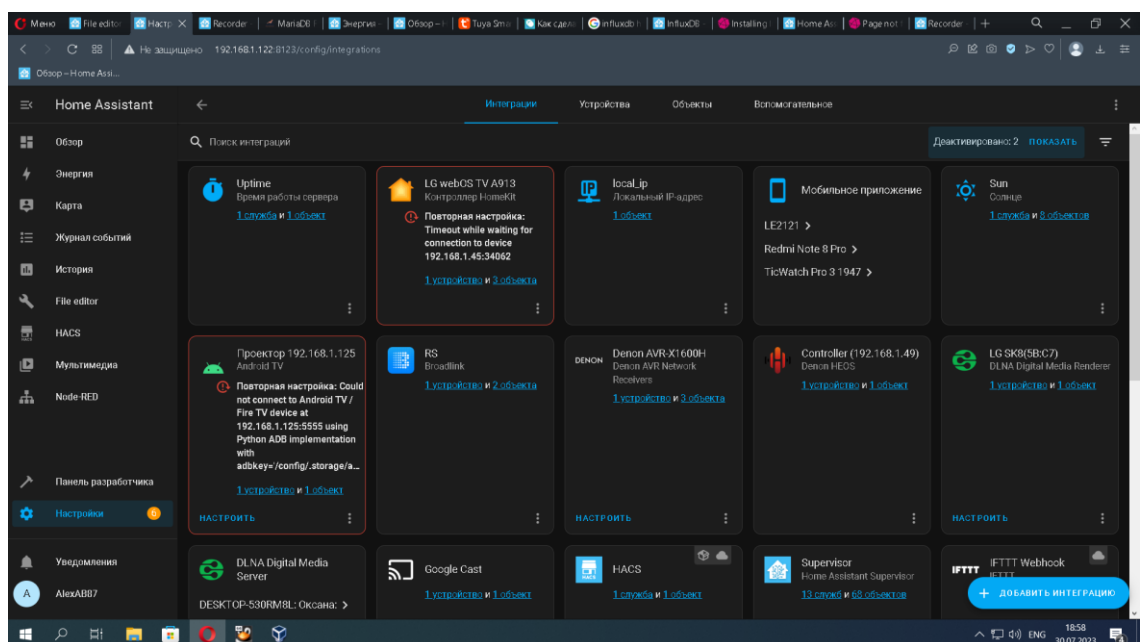 Меню
File editor
Настр
Recorder
MariaDB
Энергия -
Обзор – H
Tuya Smar
Как сдела
influxdb h
InfluxDB -
Installing
Home Ass
Page not f
Recorder
Не защищено 192.168.1.122:8123/config/integrations
Обзор – Home Assi...
Home Assistant
Интеграции
Устройства
Объекты
Вспомогательное
Обзор
Энергия
Карта
Журнал событий
История
File editor
HACS
Мультимедиа
Node-RED
Панель разработчика
Настройки
6
Уведомления
A
AlexAB87
Поиск интеграций
Деактивировано: 2 ПОКАЗАТЬ
Uptime
Время работы сервера
1 служба и 1 объект
LG webOS TV A913
Контроллер HomeKit
Повторная настройка:
Timeout while waiting for
connection to device
192.168.1.45:34062
1 устройство и 3 объекта
local_ip
Локальный IP-адрес
1 объект
Мобильное приложение
LE2121
Redmi Note 8 Pro
TicWatch Pro 3 1947
Sun
Солнце
1 служба и 8 объектов
Проектор 192.168.1.125
Android TV
Повторная настройка: Could
not connect to Android TV /
Fire TV device at
192.168.1.125:5555 using
Python ADB implementation
with
adbkey='/config/.storage/a...
1 устройство и 1 объект
НАСТРОИТЬ
RS
Broadlink
1 устройство и 2 объекта
DENON
Denon AVR-X1600H
Denon AVR Network
Receivers
1 устройство и 3 объекта
НАСТРОИТЬ
Controller (192.168.1.49)
Denon HEOS
1 устройство и 1 объект
LG SK8(5B:C7)
DLNA Digital Media Renderer
1 устройство и 1 объект
НАСТРОИТЬ
DLNA Digital Media
Server
DESKTOP-530RM8L: Оксана:
Google Cast
1 устройство и 1 объект
HACS
HACS
1 служба и 1 объект
Supervisor
Home Assistant Supervisor
13 служб и 68 объектов
IFTTT
IFTTT Webhook
IFTTT
ДОБАВИТЬ ИНТЕГРАЦИЮ
ENG
18:58
30.07.2023